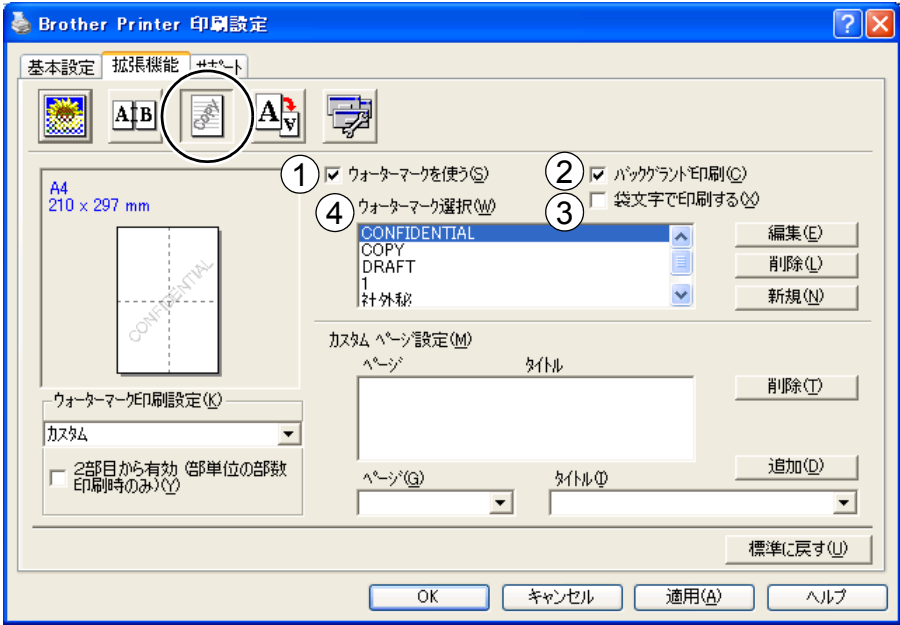 Brother Printer 印刷設定
基本設定 拡張機能 ｻﾎﾟｰﾄ
A B COPY A A
① ウォーターマークを使う(S) ② バックグランド印刷(C)
③ 袋文字で印刷する(X)
A4
210 x 297 mm
④ ウォーターマーク選択(W)
CONFIDENTIAL
COPY
DRAFT
1
社外秘
編集(E)
削除(L)
新規(N)
CONFIDENTIAL
カスタム ページ設定(M)
ページ タイトル
削除(T)
ウォーターマーク印刷設定(K)
カスタム
2部目から有効 (部単位の部数
印刷時のみ)(Y)
追加(D)
ページ(G) タイトル(I)
標準に戻す(U)
OK キャンセル 適用(A) ヘルプ